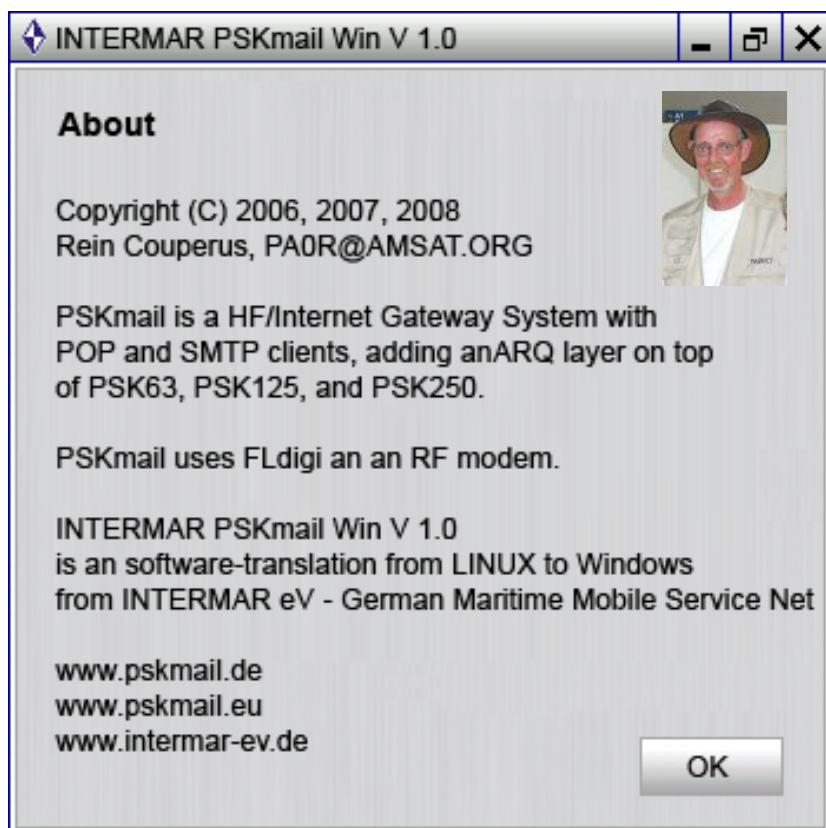 INTERMAR PSKmail Win V 1.0
About
Copyright (C) 2006, 2007, 2008
Rein Couperus, PA0R@AMSAT.ORG
PSKmail is a HF/Internet Gateway System with
POP and SMTP clients, adding anARQ layer on top
of PSK63, PSK125, and PSK250.
PSKmail uses FLdigi an an RF modem.
INTERMAR PSKmail Win V 1.0
is an software-translation from LINUX to Windows
from INTERMAR eV - German Maritime Mobile Service Net
www.pskmail.de
www.pskmail.eu
www.intermar-ev.de
OK